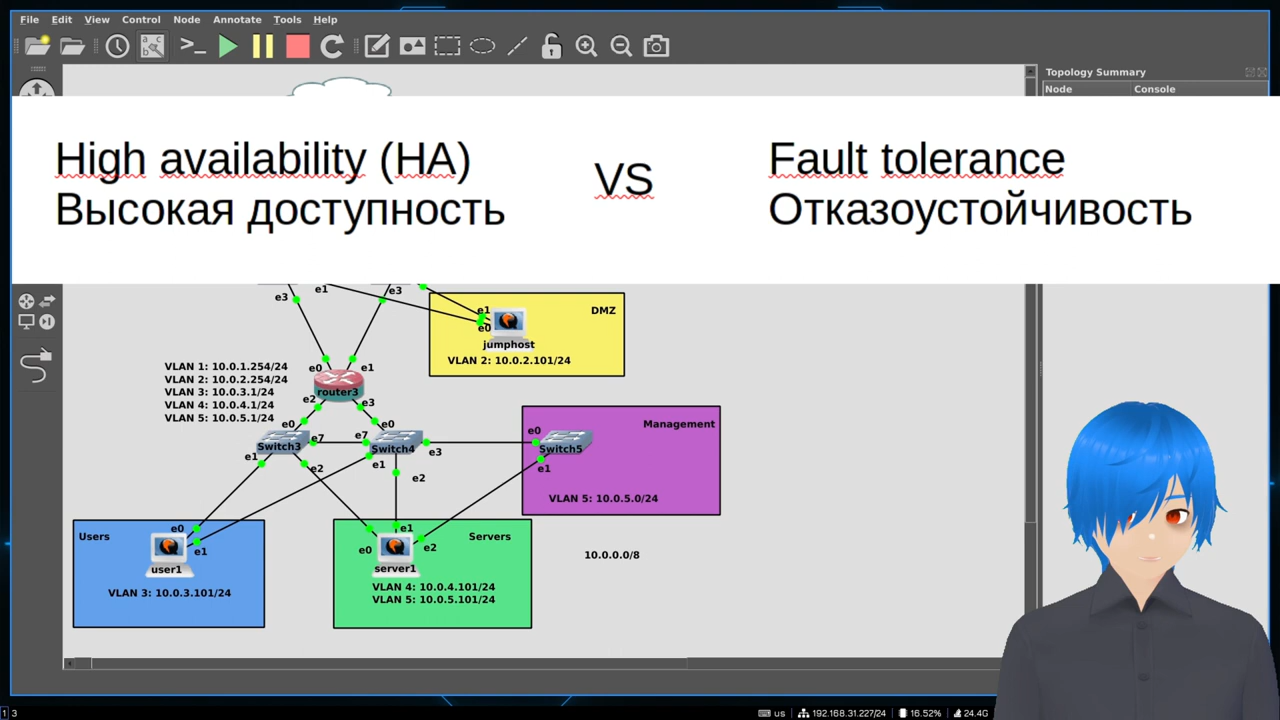 File Edit View Control Node Annotate Tools Help
Topology Summary
Node Console
High availability (HA)
Высокая доступность
VS
Fault tolerance
Отказоустойчивость
e3
e1
e3
DMZ
e1
e0
jumphost
VLAN 2: 10.0.2.101/24
VLAN 1: 10.0.1.254/24
VLAN 2: 10.0.2.254/24
VLAN 3: 10.0.3.1/24
VLAN 4: 10.0.4.1/24
VLAN 5: 10.0.5.1/24
e0
e1
router3
e2
e3
e0
e7
e7
e0
Switch3
Switch4
e1
e2
e1
e3
e2
Management
e0
Switch5
e1
VLAN 5: 10.0.5.0/24
Users
e0
e1
user1
VLAN 3: 10.0.3.101/24
Servers
e1
e0
e2
server1
VLAN 4: 10.0.4.101/24
VLAN 5: 10.0.5.101/24
10.0.0.0/8
1 3
us 192.168.31.227/24 16.52% 24.4G